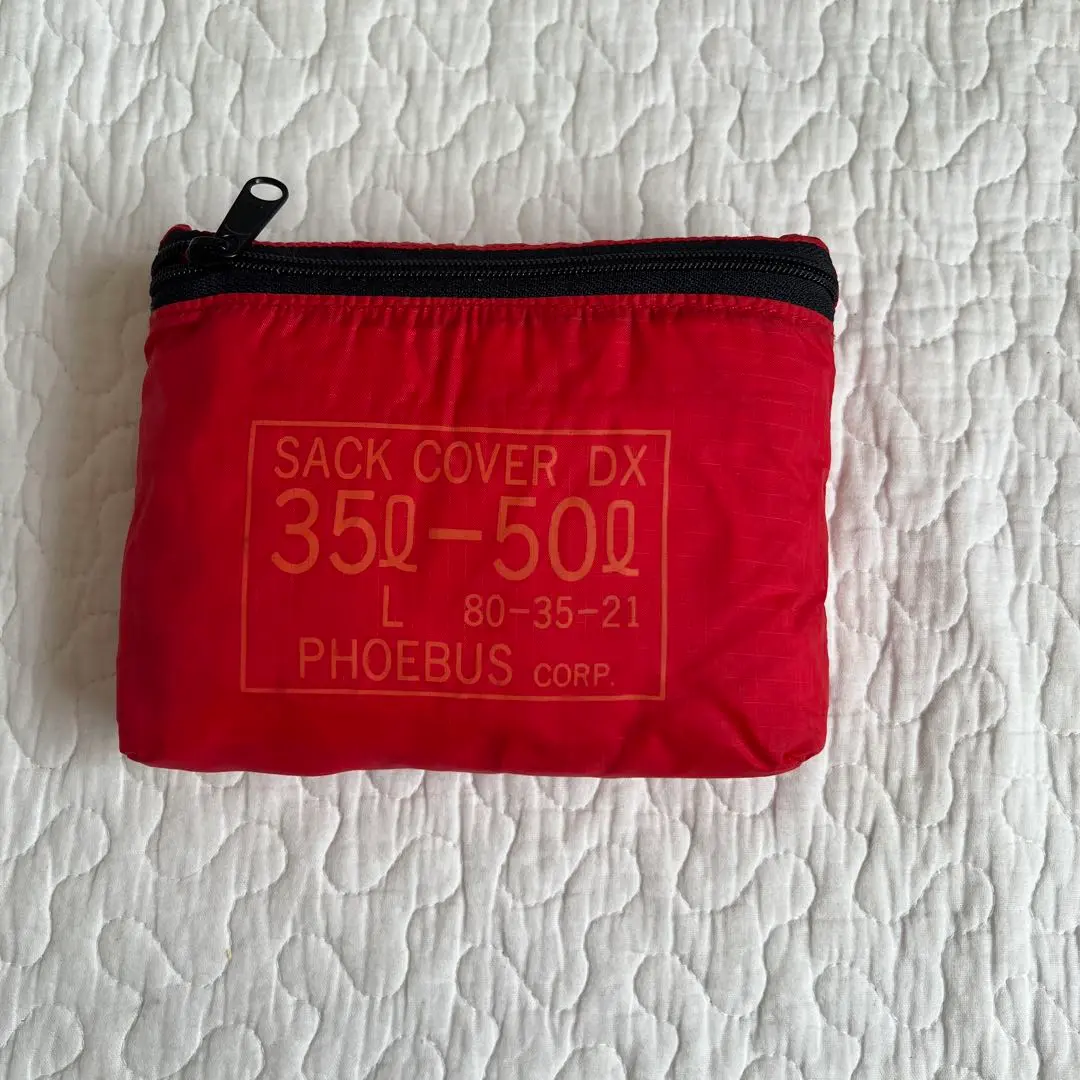 SACK COVER DX
35ℓ-50ℓ
L 80-35-21
PHOEBUS CORP.